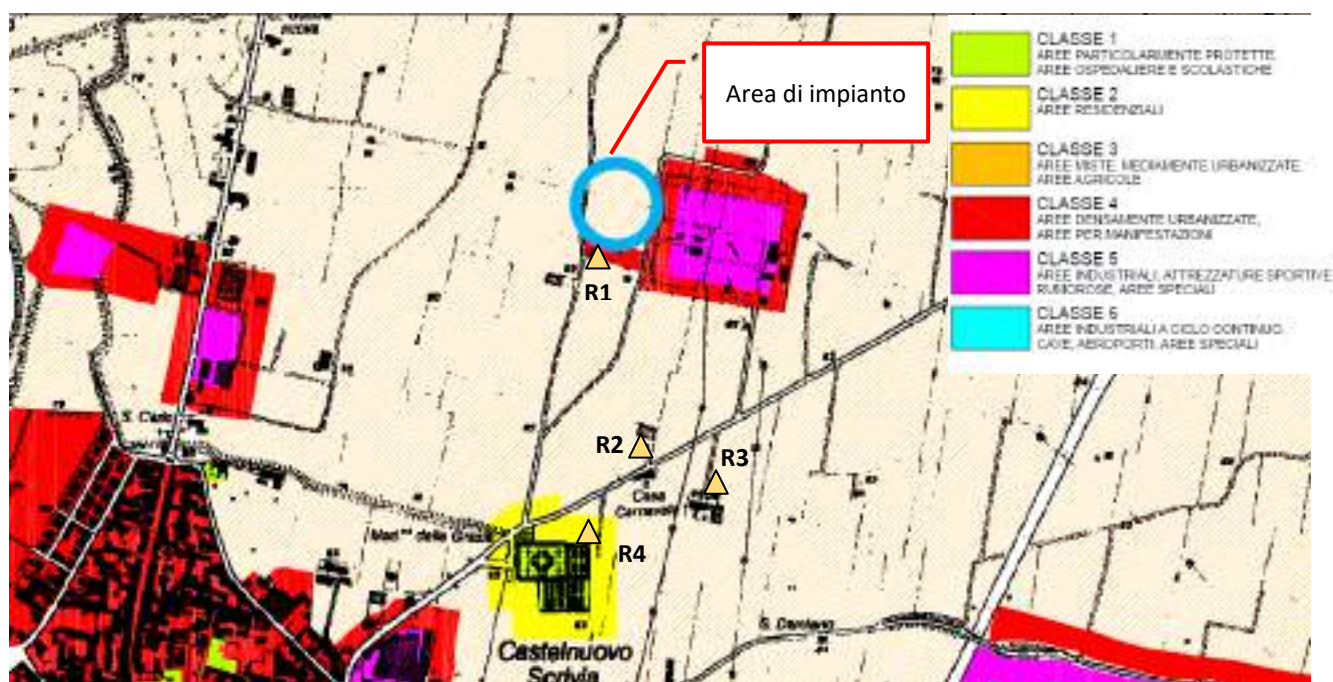 Area di impianto
CLASSE 1
AREE PARTICOLARMENTE PROTETTE
AREE OSPEDALIERE E SCOLASTICHE
CLASSE 2
AREE RESIDENZIALI
CLASSE 3
AREE MISTE, MEDIAMENTE URBANIZZATE,
AREE AGRICOLE
CLASSE 4
AREE DENSAMENTE URBANIZZATE,
AREE PER MANIFESTAZIONI
CLASSE 5
AREE INDUSTRIALI, ATTREZZATURE SPORTIVE
RUMOROSE, AREE SPECIALI
CLASSE 6
AREE INDUSTRIALI A CICLO CONTINUO,
CAVE, AEROPORTI, AREE SPECIALI
R1
S. Carlo
R2
R3
Casa
R4
S. Damiano
Castelnuovo
Scrivia